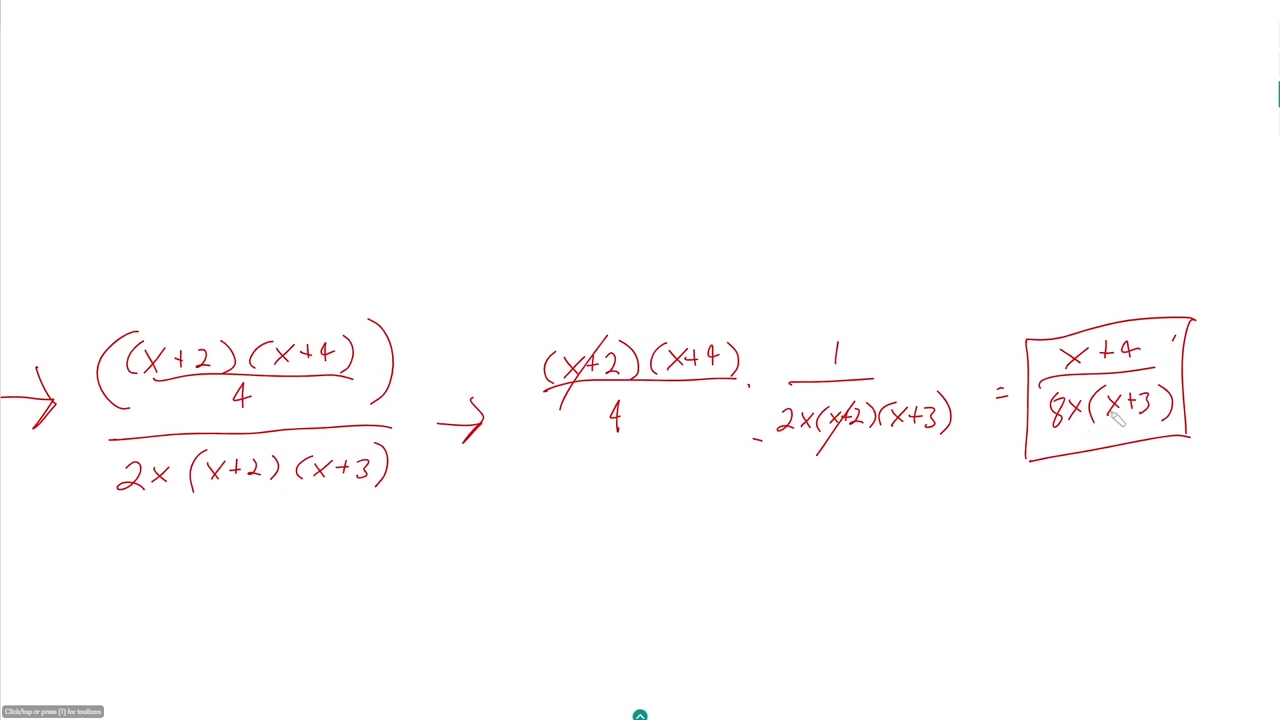 → ((x+2)(x+4)/4) / 2x(x+2)(x+3) → (x+2)(x+4)/4 · 1/2x(x+2)(x+3) = x+4/8x(x+3)
Click/tap or press [T] for toolbars